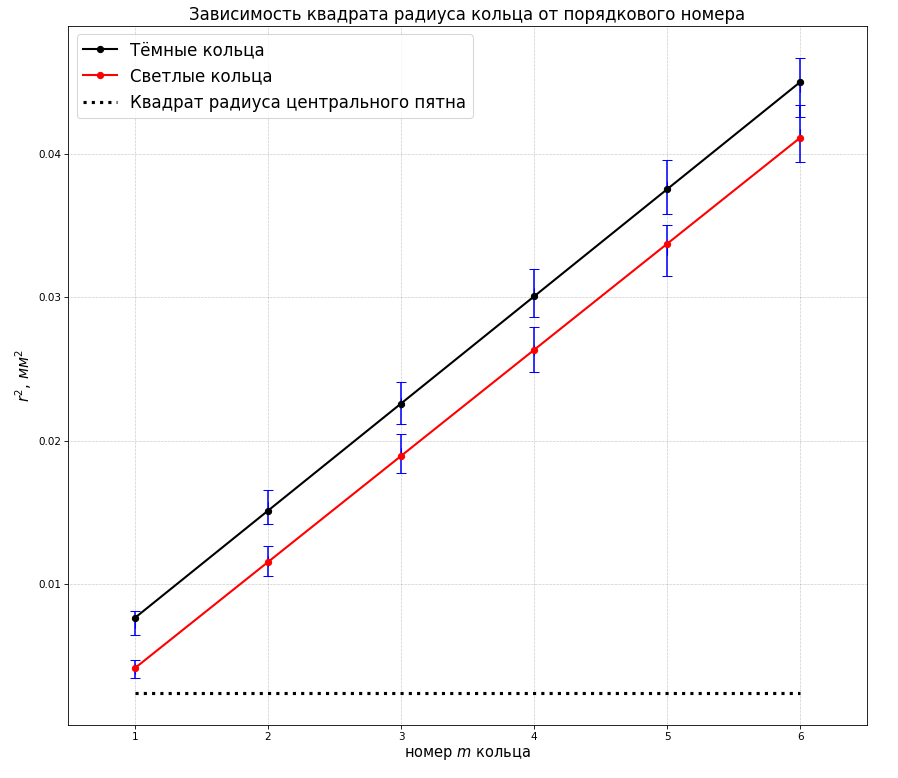 Зависимость квадрата радиуса кольца от порядкового номера
Тёмные кольца
Светлые кольца
Квадрат радиуса центрального пятна
0.04
0.03
0.02
0.01
r², мм²
1 2 3 4 5 6
номер m кольца